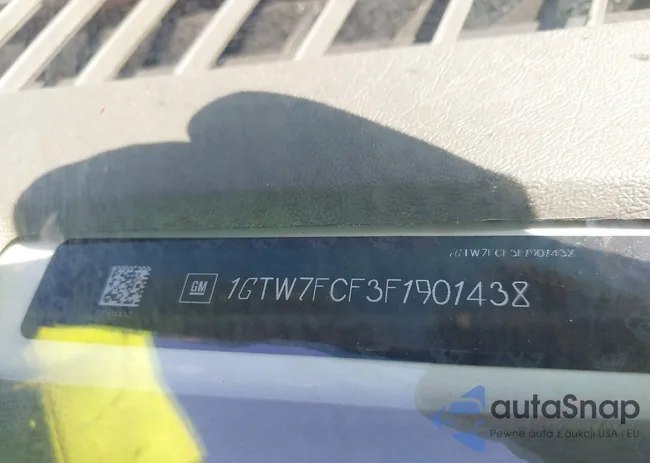 1GTW7FCF3F1901438
GM 1GTW7FCF3F1901438
autaSnap
Pewne auta z aukcji USA i EU